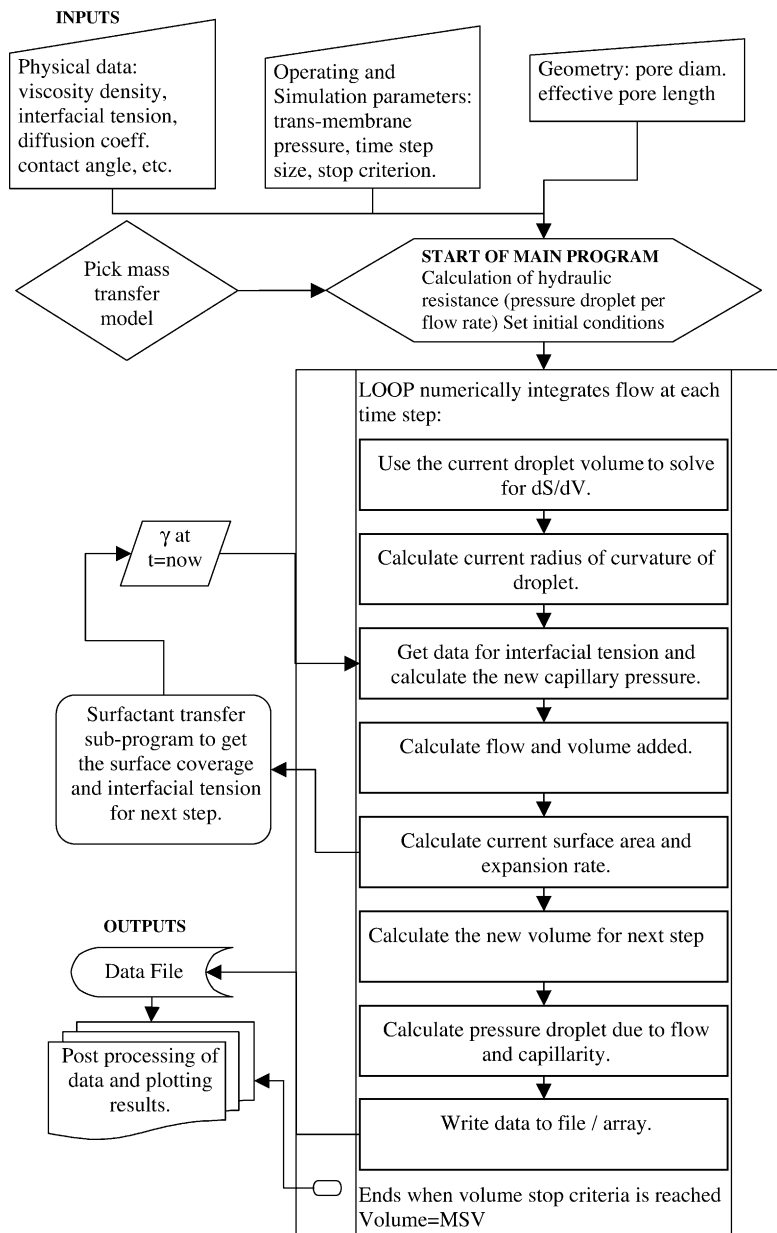 INPUTS
Physical data:
viscosity density,
interfacial tension,
diffusion coeff.
contact angle, etc.
Operating and
Simulation parameters:
trans-membrane
pressure, time step
size, stop criterion.
Geometry: pore diam.
effective pore length
Pick mass
transfer
model
START OF MAIN PROGRAM
Calculation of hydraulic
resistance (pressure droplet per
flow rate) Set initial conditions
LOOP numerically integrates flow at each
time step:
Use the current droplet volume to solve
for dS/dV.
γ at
t=now
Calculate current radius of curvature of
droplet.
Get data for interfacial tension and
calculate the new capillary pressure.
Surfactant transfer
sub-program to get
the surface coverage
and interfacial tension
for next step.
Calculate flow and volume added.
Calculate current surface area and
expansion rate.
OUTPUTS
Data File
Calculate the new volume for next step
Post processing of
data and plotting
results.
Calculate pressure droplet due to flow
and capillarity.
Write data to file / array.
Ends when volume stop criteria is reached
Volume=MSV